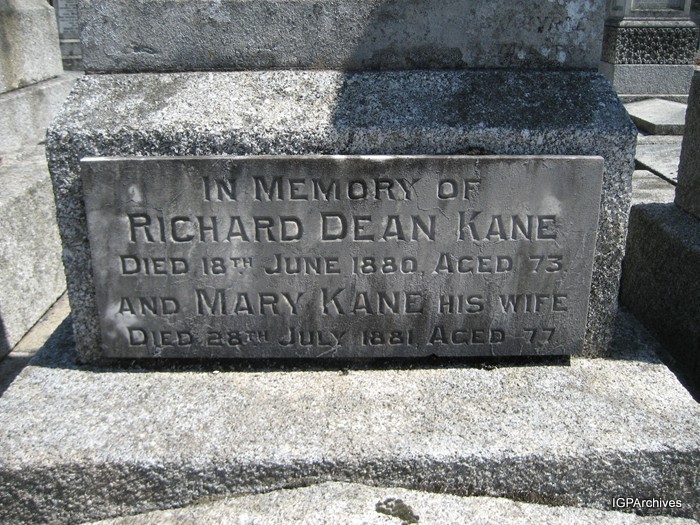 IN MEMORY OF
RICHARD DEAN KANE
DIED 18TH JUNE 1880, AGED 73.
AND MARY KANE HIS WIFE
DIED 28TH JULY 1881, AGED 77.
IGPArchives